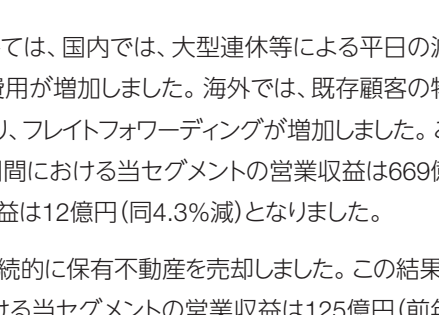 ては、国内では、大型連休等による平日の減
費用が増加しました。海外では、既存顧客の物
り、フレイトフォワーディングが増加しました。こ
間における当セグメントの営業収益は669億
益は12億円（同4.3%減）となりました。
続的に保有不動産を売却しました。この結果
ける当セグメントの営業収益は125億円（前年